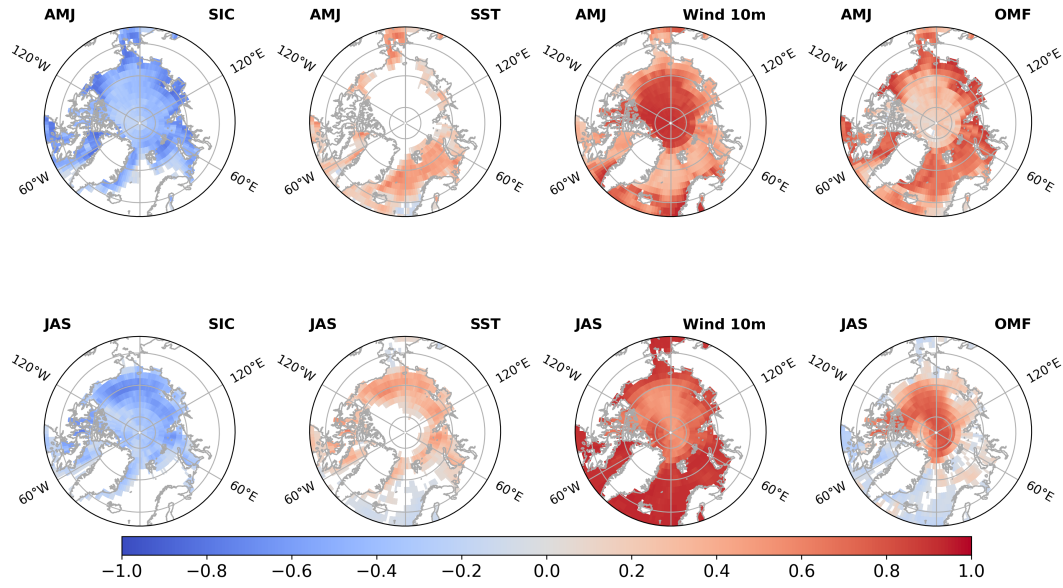 AMJ SIC AMJ SST AMJ Wind 10m AMJ OMF
120°W 120°E 120°W 120°E 120°W 120°E 120°W 120°E
60°W 60°E 60°W 60°E 60°W 60°E 60°W 60°E
JAS SIC JAS SST JAS Wind 10m JAS OMF
120°W 120°E 120°W 120°E 120°W 120°E 120°W 120°E
60°W 60°E 60°W 60°E 60°W 60°E 60°W 60°E
−1.0 −0.8 −0.6 −0.4 −0.2 0.0 0.2 0.4 0.6 0.8 1.0